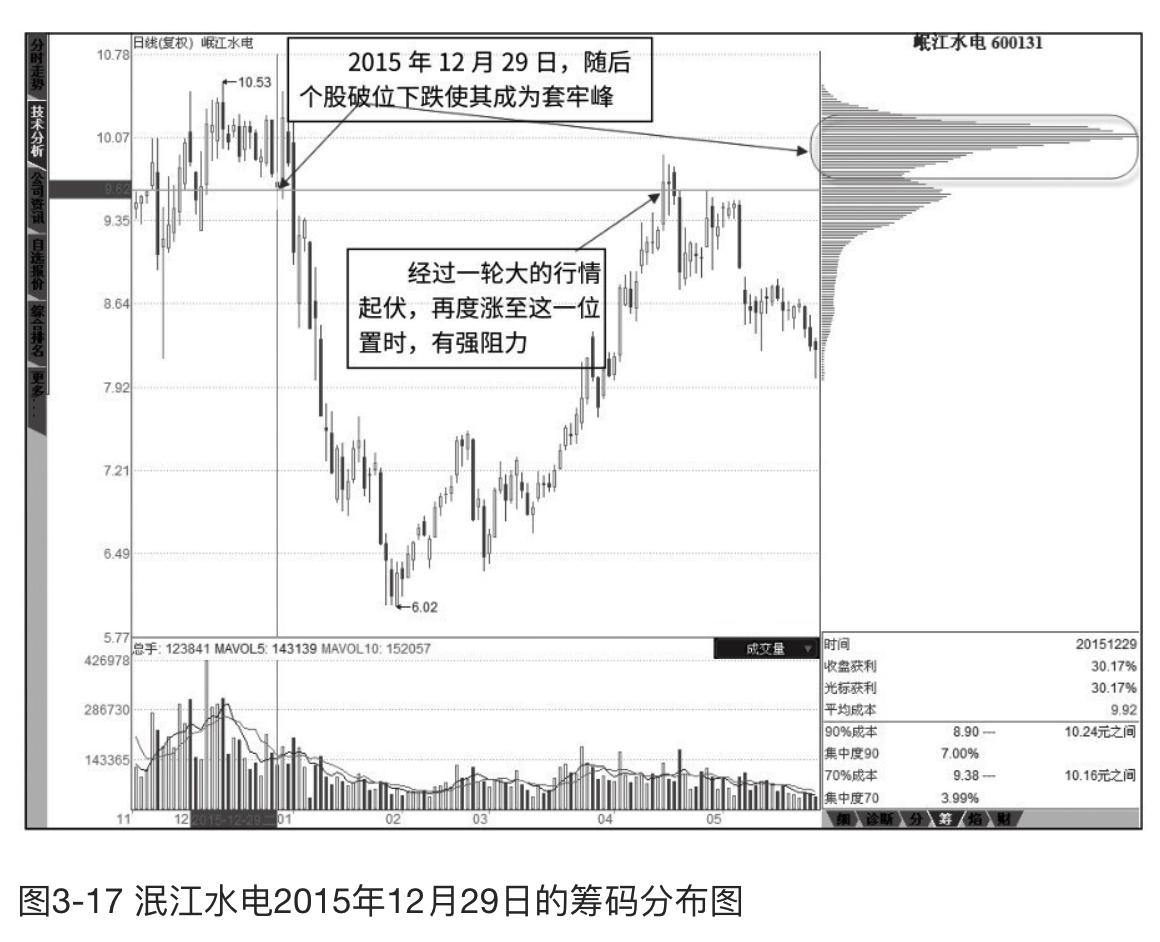 日线(复权) 岷江水电
岷江水电 600131
分时走势
技术分析
公司资讯
自选报价
综合排名
更多...
10.78
10.07
9.62
9.35
8.64
7.92
7.21
6.49
5.77
10.53
6.02
2015 年 12 月 29 日，随后
个股破位下跌使其成为套牢峰
经过一轮大的行情
起伏，再度涨至这一位
置时，有强阻力
总手: 123841 MAVOL5: 143139 MAVOL10: 152057
成交量
426978
286730
143365
11 12 2015-12-29,二 01 02 03 04 05
时间 20151229
收盘获利 30.17%
光标获利 30.17%
平均成本 9.92
90%成本 8.90 --- 10.24元之间
集中度90 7.00%
70%成本 9.38 --- 10.16元之间
集中度70 3.99%
细 诊断 分 筹 焰 财
图3-17 泯江水电2015年12月29日的筹码分布图